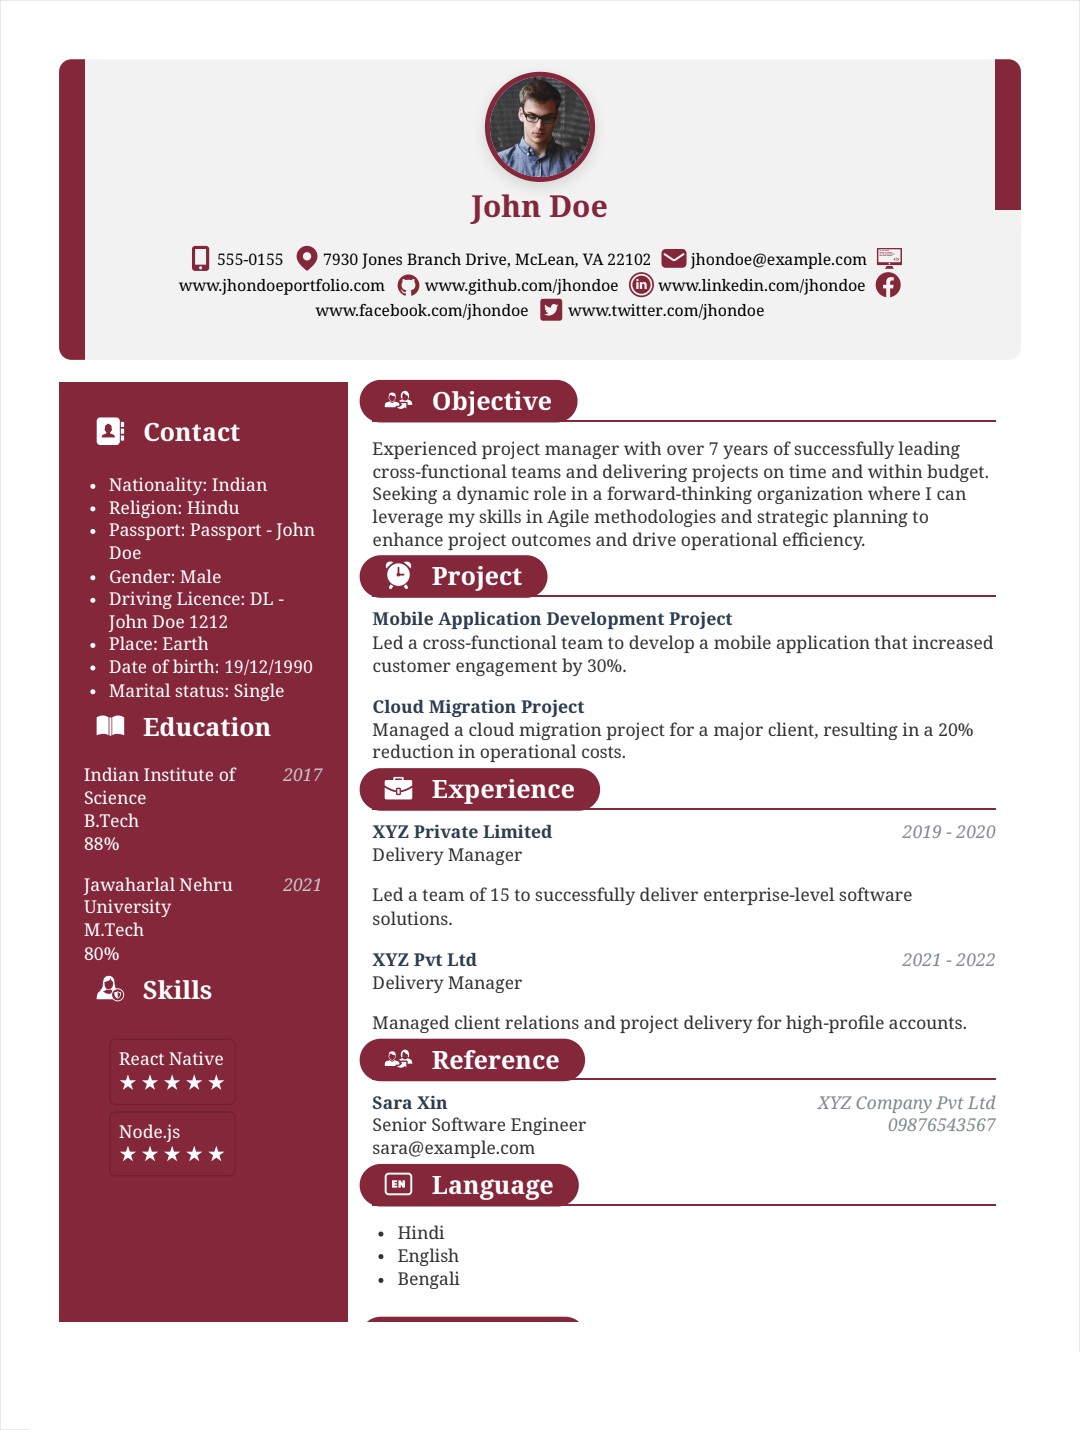 John Doe
555-0155 7930 Jones Branch Drive, McLean, VA 22102 jhondoe@example.com
www.jhondoeportfolio.com www.github.com/jhondoe www.linkedin.com/jhondoe
www.facebook.com/jhondoe www.twitter.com/jhondoe
Contact
• Nationality: Indian
• Religion: Hindu
• Passport: Passport - John
Doe
• Gender: Male
• Driving Licence: DL -
John Doe 1212
• Place: Earth
• Date of birth: 19/12/1990
• Marital status: Single
Education
Indian Institute of 2017
Science
B.Tech
88%
Jawaharlal Nehru 2021
University
M.Tech
80%
Skills
React Native
★★★★★
Node.js
★★★★★
Objective
Experienced project manager with over 7 years of successfully leading
cross-functional teams and delivering projects on time and within budget.
Seeking a dynamic role in a forward-thinking organization where I can
leverage my skills in Agile methodologies and strategic planning to
enhance project outcomes and drive operational efficiency.
Project
Mobile Application Development Project
Led a cross-functional team to develop a mobile application that increased
customer engagement by 30%.
Cloud Migration Project
Managed a cloud migration project for a major client, resulting in a 20%
reduction in operational costs.
Experience
XYZ Private Limited 2019 - 2020
Delivery Manager
Led a team of 15 to successfully deliver enterprise-level software
solutions.
XYZ Pvt Ltd 2021 - 2022
Delivery Manager
Managed client relations and project delivery for high-profile accounts.
Reference
Sara Xin XYZ Company Pvt Ltd
Senior Software Engineer 09876543567
sara@example.com
EN Language
• Hindi
• English
• Bengali